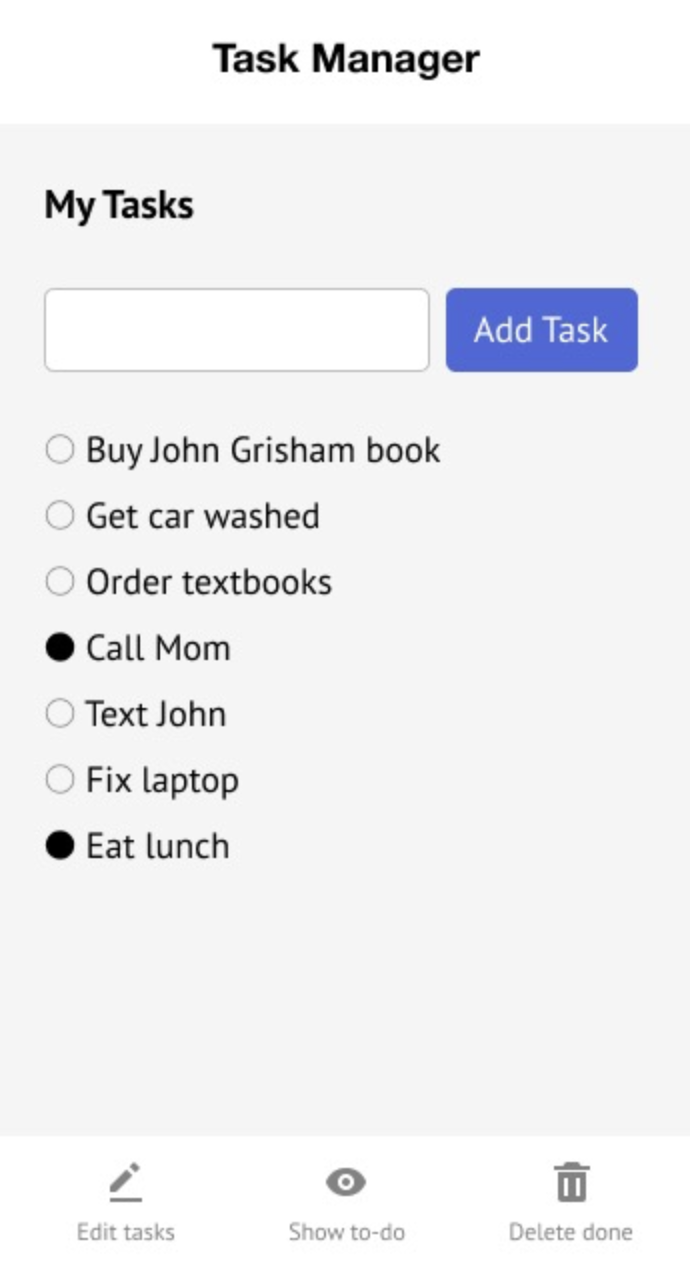 Task Manager
My Tasks
Add Task
Buy John Grisham book
Get car washed
Order textbooks
Call Mom
Text John
Fix laptop
Eat lunch
Edit tasks
Show to-do
Delete done